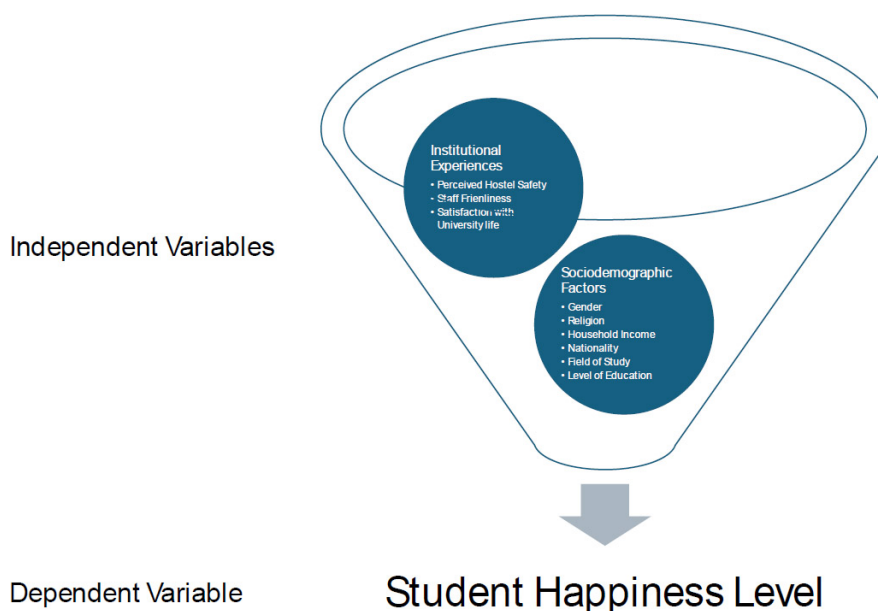 Institutional
Experiences
• Perceived Hostel Safety
• Staff Frienliness
• Satisfaction with
University life
Independent Variables
Sociodemographic
Factors
• Gender
• Religion
• Household Income
• Nationality
• Field of Study
• Level of Education
Dependent Variable
Student Happiness Level